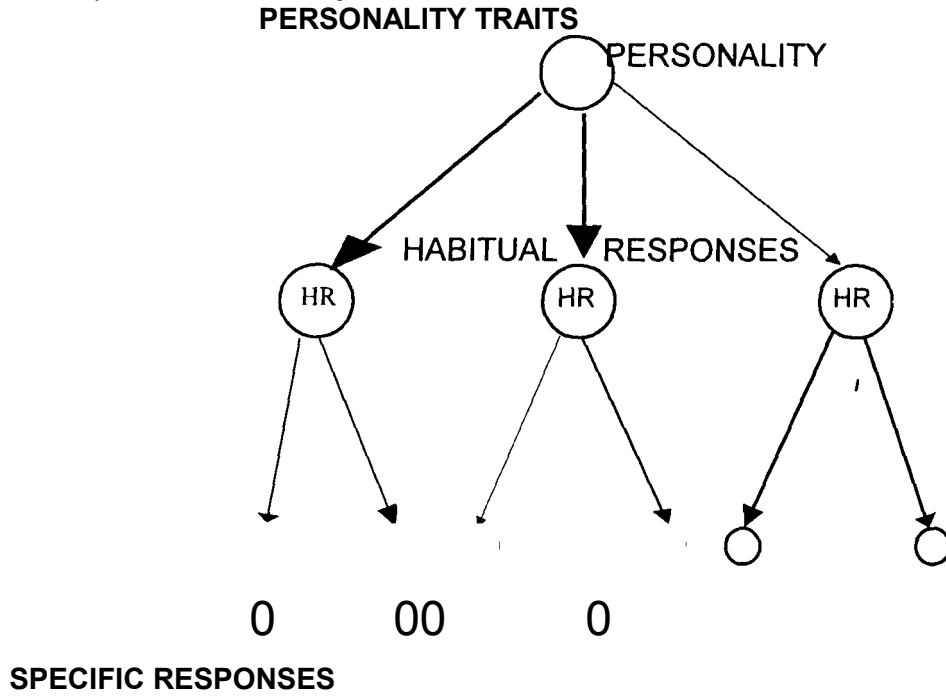 PERSONALITY TRAITS
PERSONALITY
HABITUAL RESPONSES
HR HR HR
0 00 0
SPECIFIC RESPONSES